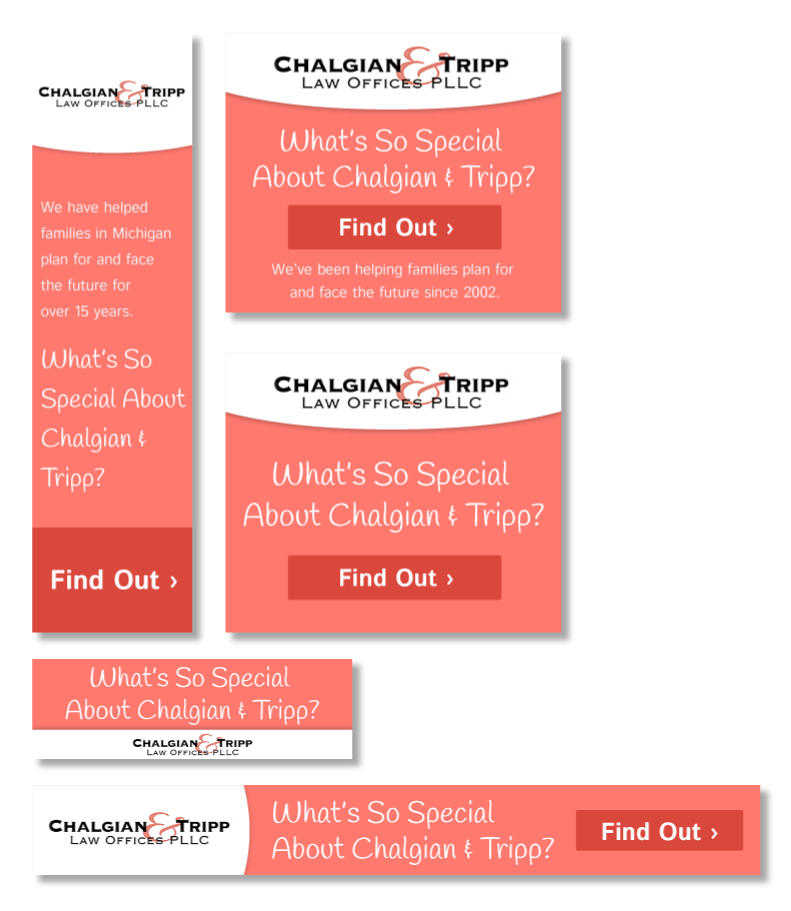 CHALGIAN & TRIPP
LAW OFFICES PLLC
We have helped
families in Michigan
plan for and face
the future for
over 15 years.
What's So
Special About
Chalgian &
Tripp?
Find Out ›
CHALGIAN & TRIPP
LAW OFFICES PLLC
What's So Special
About Chalgian & Tripp?
Find Out ›
We've been helping families plan for
and face the future since 2002.
CHALGIAN & TRIPP
LAW OFFICES PLLC
What's So Special
About Chalgian & Tripp?
Find Out ›
What's So Special
About Chalgian & Tripp?
CHALGIAN & TRIPP
LAW OFFICES PLLC
CHALGIAN & TRIPP
LAW OFFICES PLLC
What's So Special
About Chalgian & Tripp?
Find Out ›